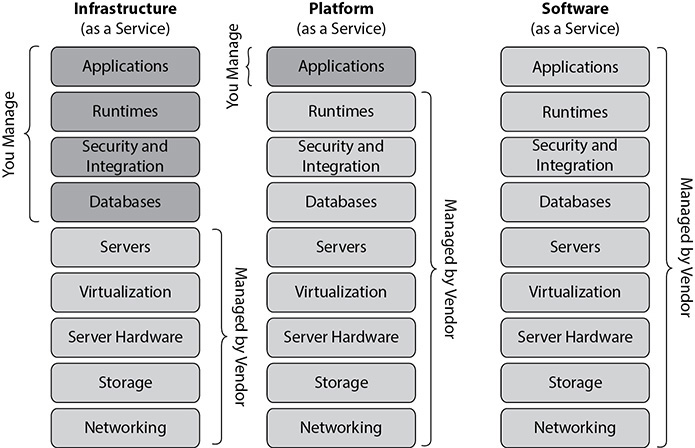 Infrastructure
(as a Service)
You Manage
Applications
Runtimes
Security and
Integration
Databases
Servers
Virtualization
Server Hardware
Storage
Networking
Managed by Vendor
Platform
(as a Service)
You Manage
Applications
Runtimes
Security and
Integration
Databases
Servers
Virtualization
Server Hardware
Storage
Networking
Managed by Vendor
Software
(as a Service)
Applications
Runtimes
Security and
Integration
Databases
Servers
Virtualization
Server Hardware
Storage
Networking
Managed by Vendor